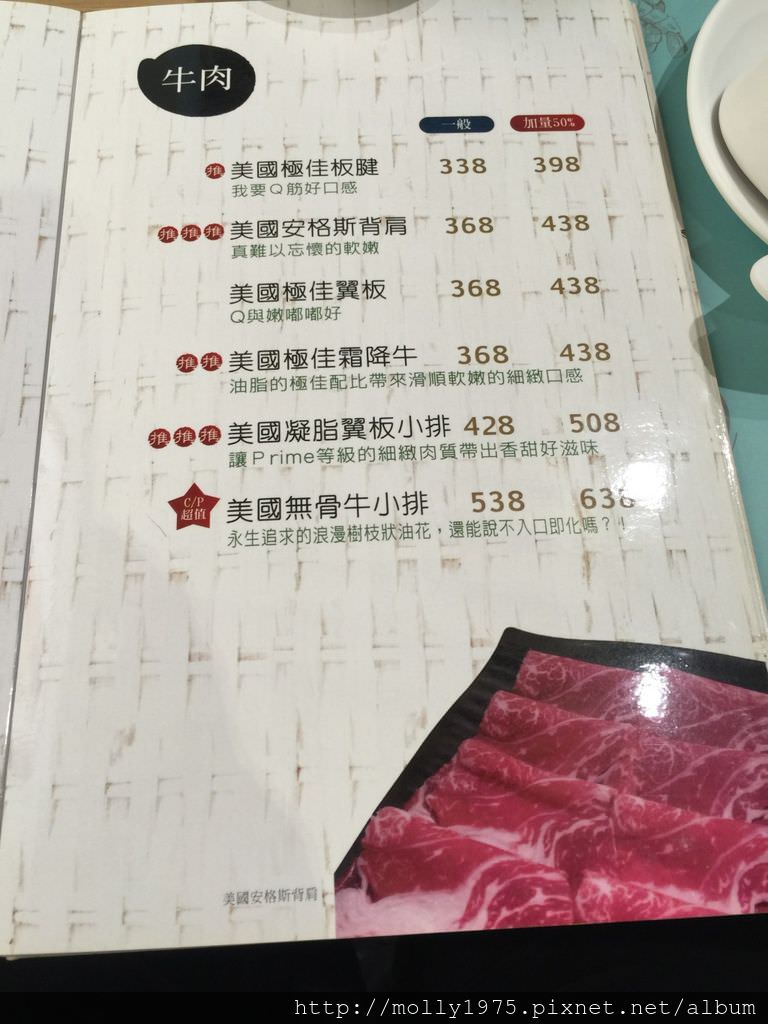 牛肉
一般 加量50%
推 美國極佳板腱 338 398
我要Q筋好口感
推推推 美國安格斯背肩 368 438
真難以忘懷的軟嫩
美國極佳翼板 368 438
Q與嫩嘟嘟好
推推 美國極佳霜降牛 368 438
油脂的極佳配比帶來滑順軟嫩的細緻口感
推推推 美國凝脂翼板小排 428 508
讓Prime等級的細緻肉質帶出香甜好滋味
C/P
超值 美國無骨牛小排 538 638
永生追求的浪漫樹枝狀油花，還能說不入口即化嗎？！
美國安格斯背肩
http://molly1975.pixnet.net/album